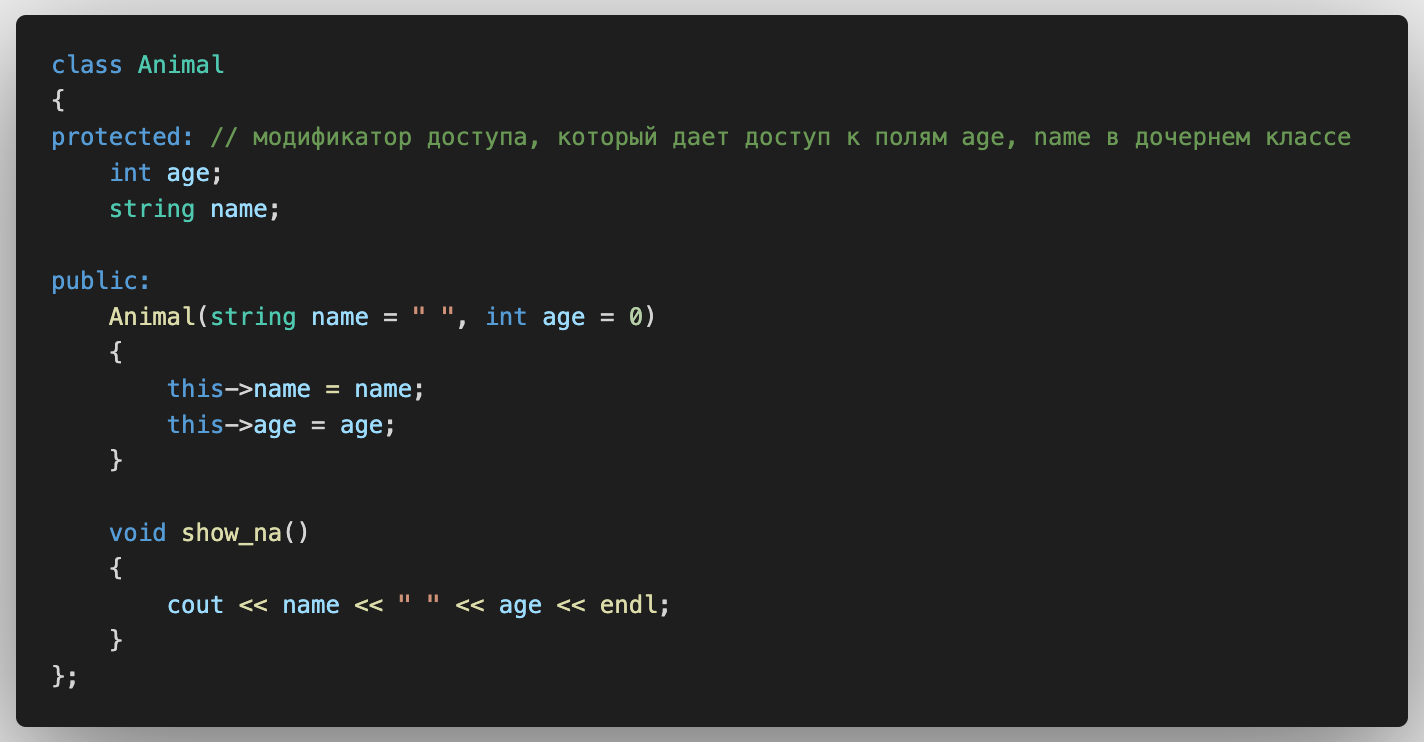 class Animal
{
protected: // модификатор доступа, который дает доступ к полям age, name в дочернем классе
    int age;
    string name;

public:
    Animal(string name = " ", int age = 0)
    {
        this->name = name;
        this->age = age;
    }

    void show_na()
    {
        cout << name << " " << age << endl;
    }
};